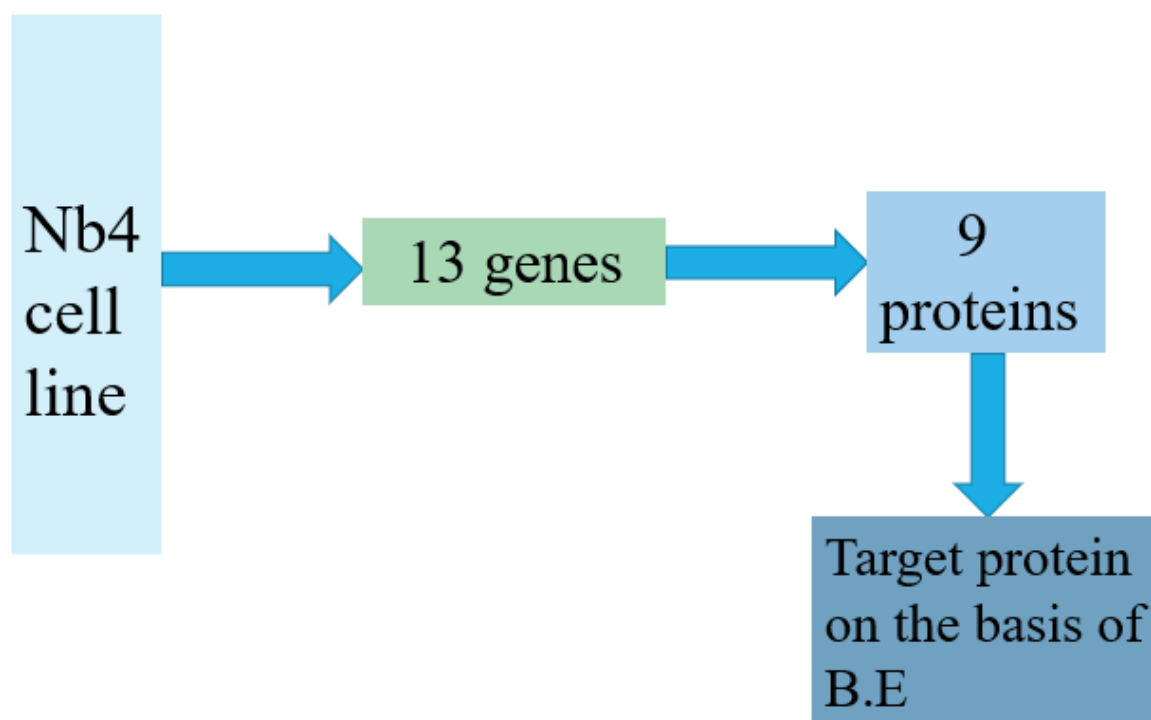 Nb4
cell
line
13 genes
9
proteins
Target protein
on the basis of
B.E